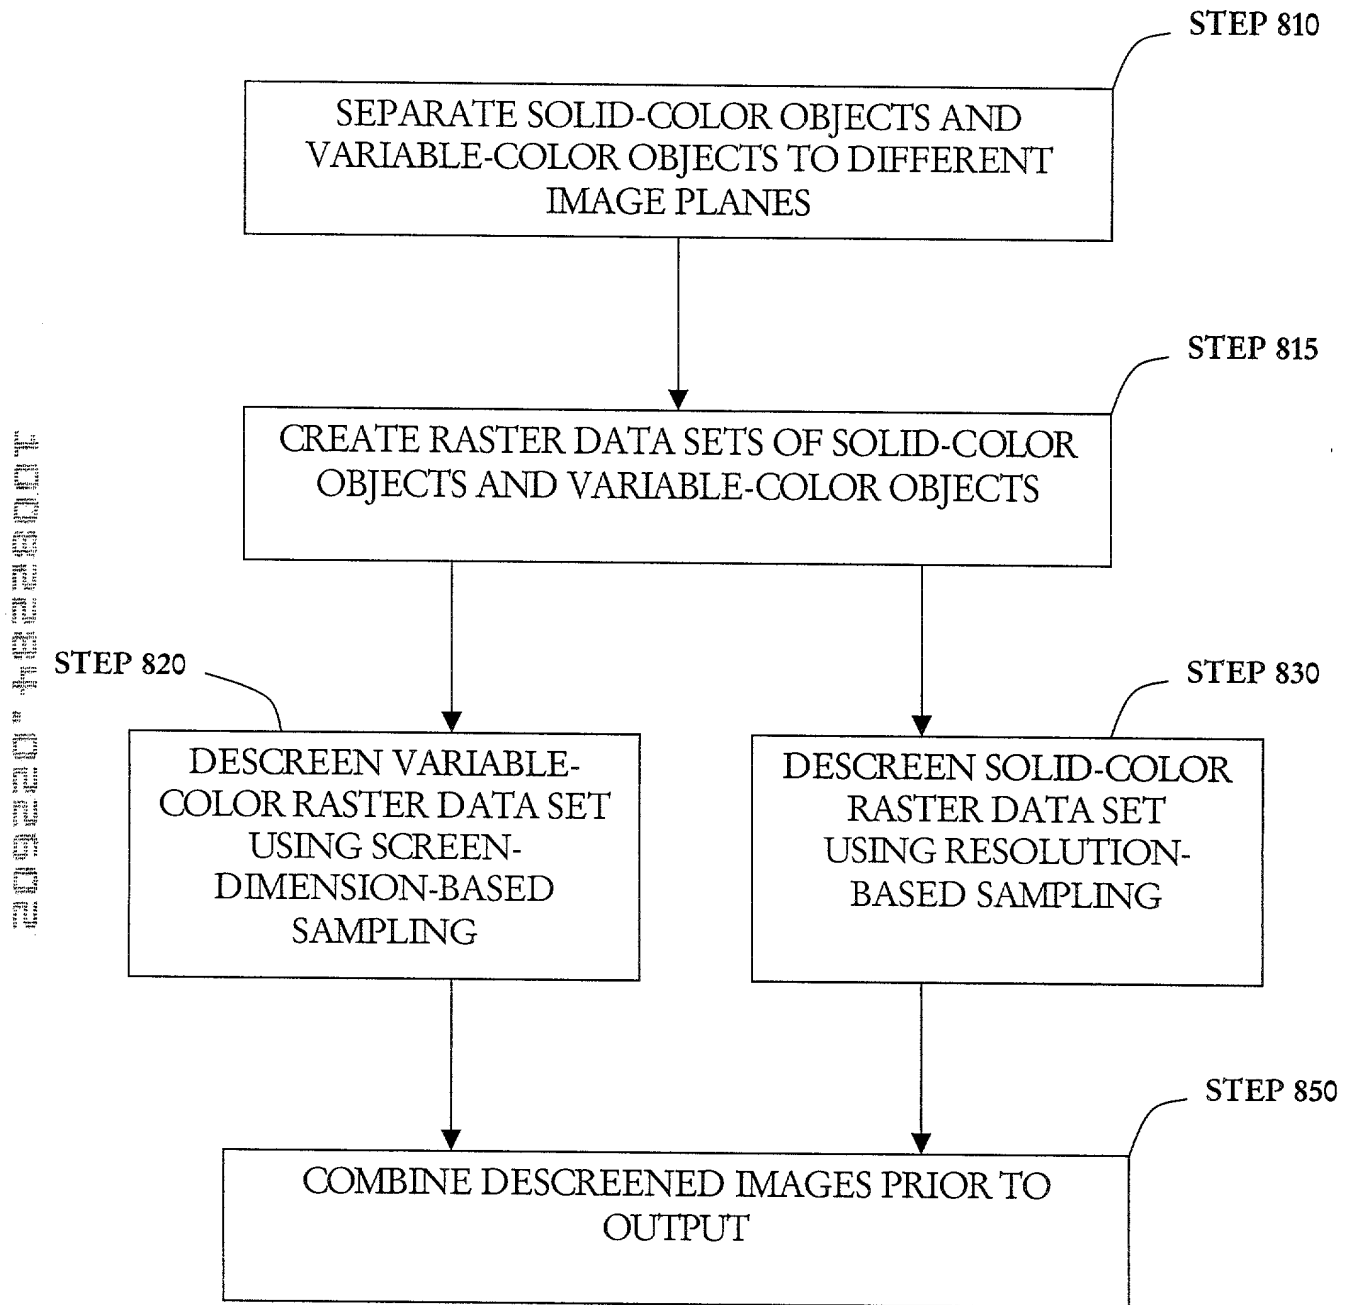 STEP 810
SEPARATE SOLID-COLOR OBJECTS AND
VARIABLE-COLOR OBJECTS TO DIFFERENT
IMAGE PLANES
STEP 815
CREATE RASTER DATA SETS OF SOLID-COLOR
OBJECTS AND VARIABLE-COLOR OBJECTS
STEP 820
DESCREEN VARIABLE-
COLOR RASTER DATA SET
USING SCREEN-
DIMENSION-BASED
SAMPLING
STEP 830
DESCREEN SOLID-COLOR
RASTER DATA SET
USING RESOLUTION-
BASED SAMPLING
STEP 850
COMBINE DESCREENED IMAGES PRIOR TO
OUTPUT